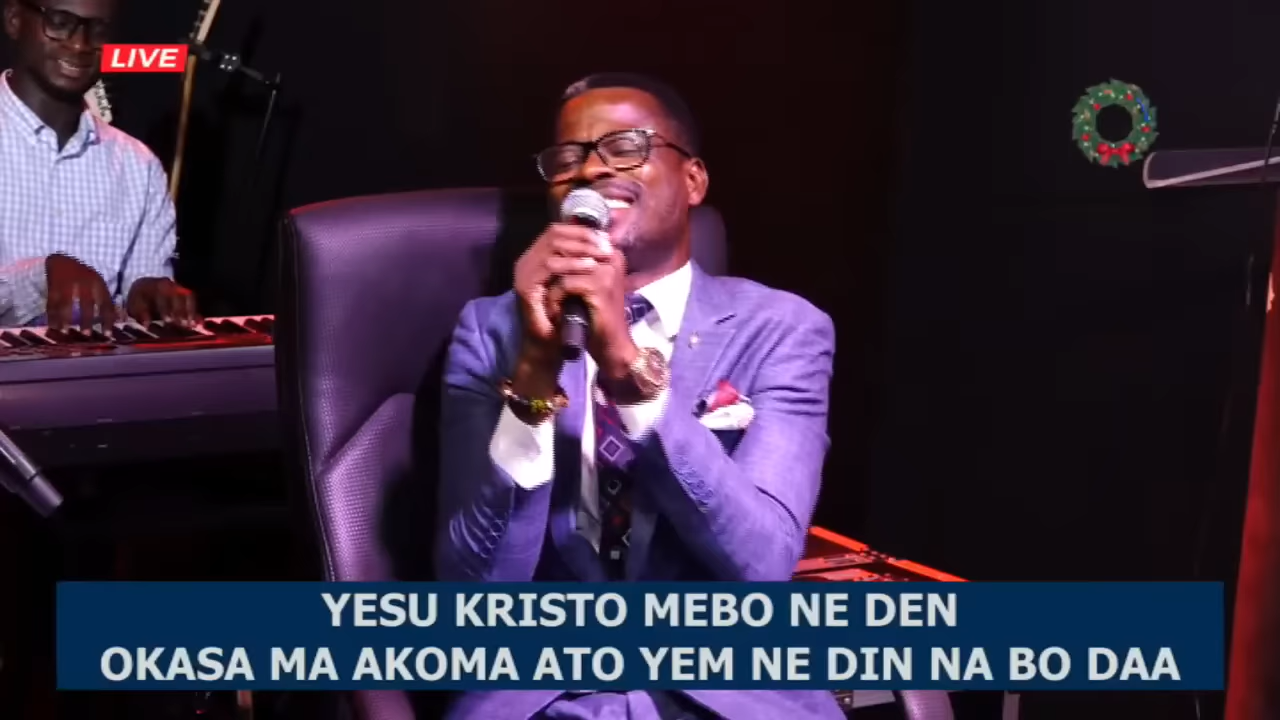 LIVE
YESU KRISTO MEBO NE DEN
OKASA MA AKOMA ATO YEM NE DIN NA BO DAA